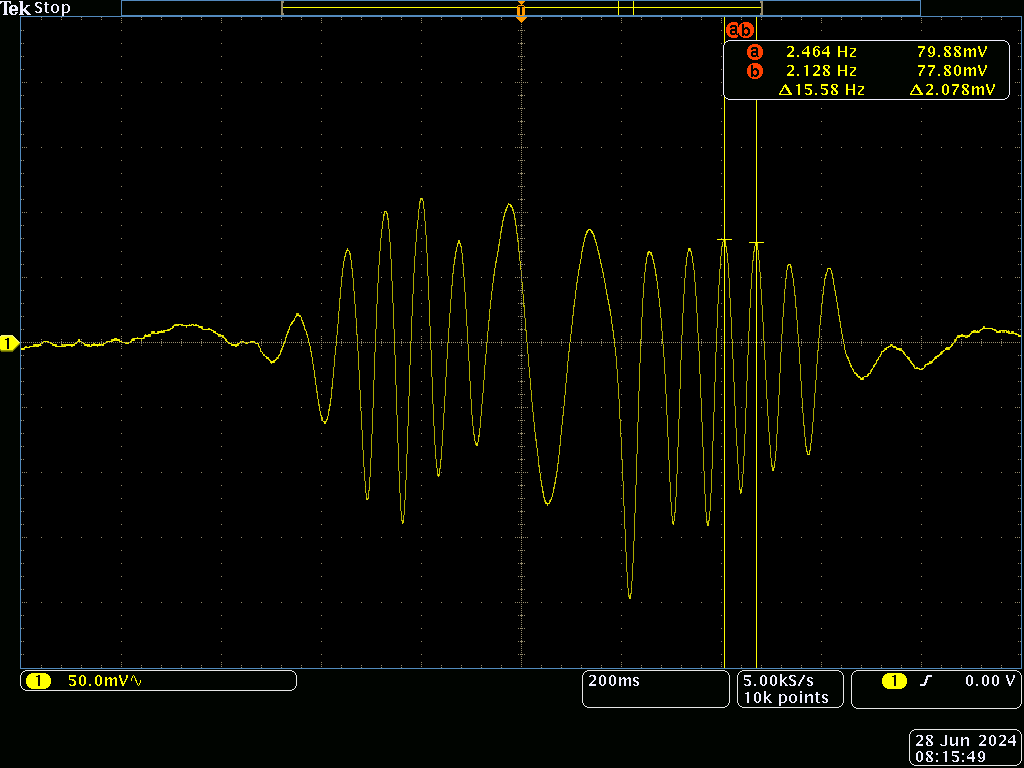 Tek Stop
T
a b
a 2.464 Hz 79.88mV
b 2.128 Hz 77.80mV
Δ15.58 Hz Δ2.078mV
1
1 50.0mV∿ 200ms 5.00kS/s 1 ƒ 0.00 V
10k points
28 Jun 2024
08:15:49